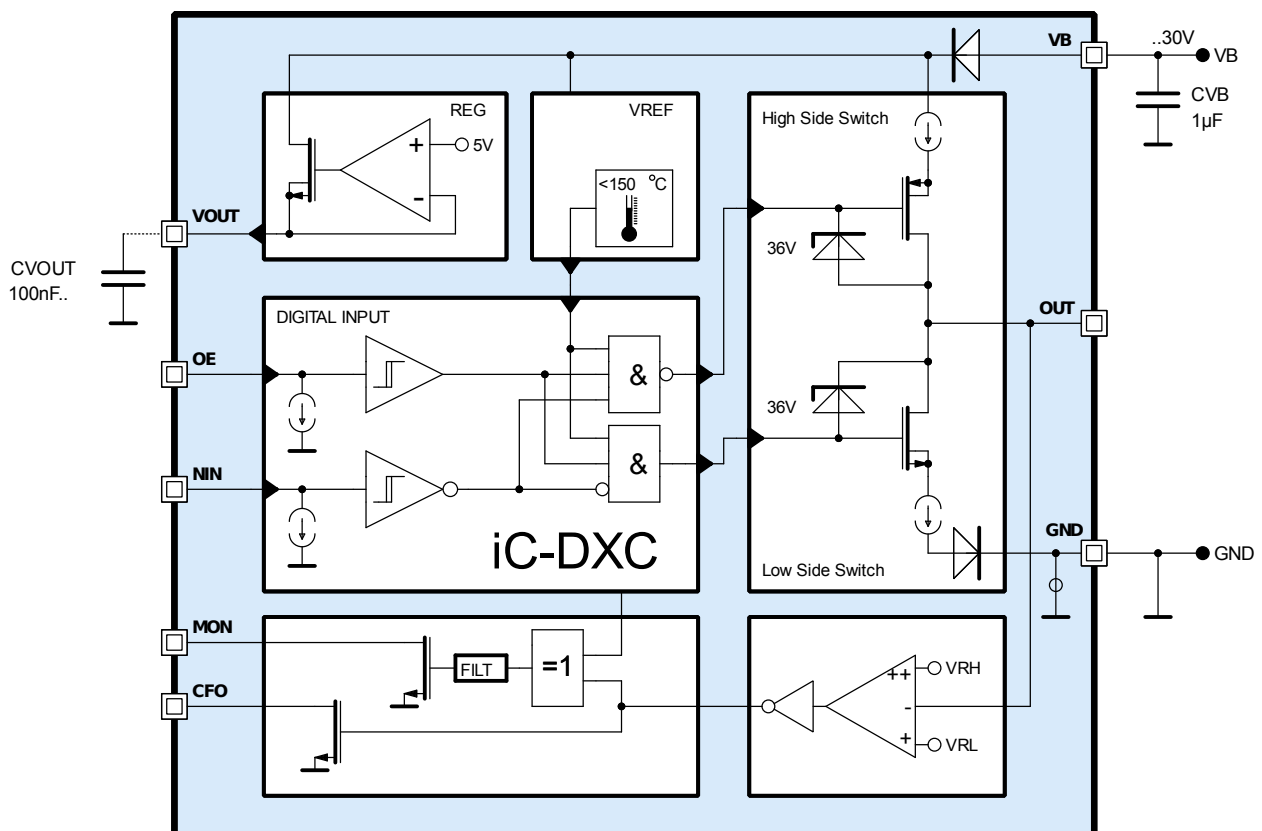 VB
..30V
VB
CVB
1µF
REG
+
5V
-
VREF
<150 °C
High Side Switch
VOUT
CVOUT
100nF..
36V
DIGITAL INPUT
OE
&
OUT
36V
NIN
&
iC-DXC
GND
GND
Low Side Switch
MON
FILT
=1
CFO
++
VRH
-
+
VRL